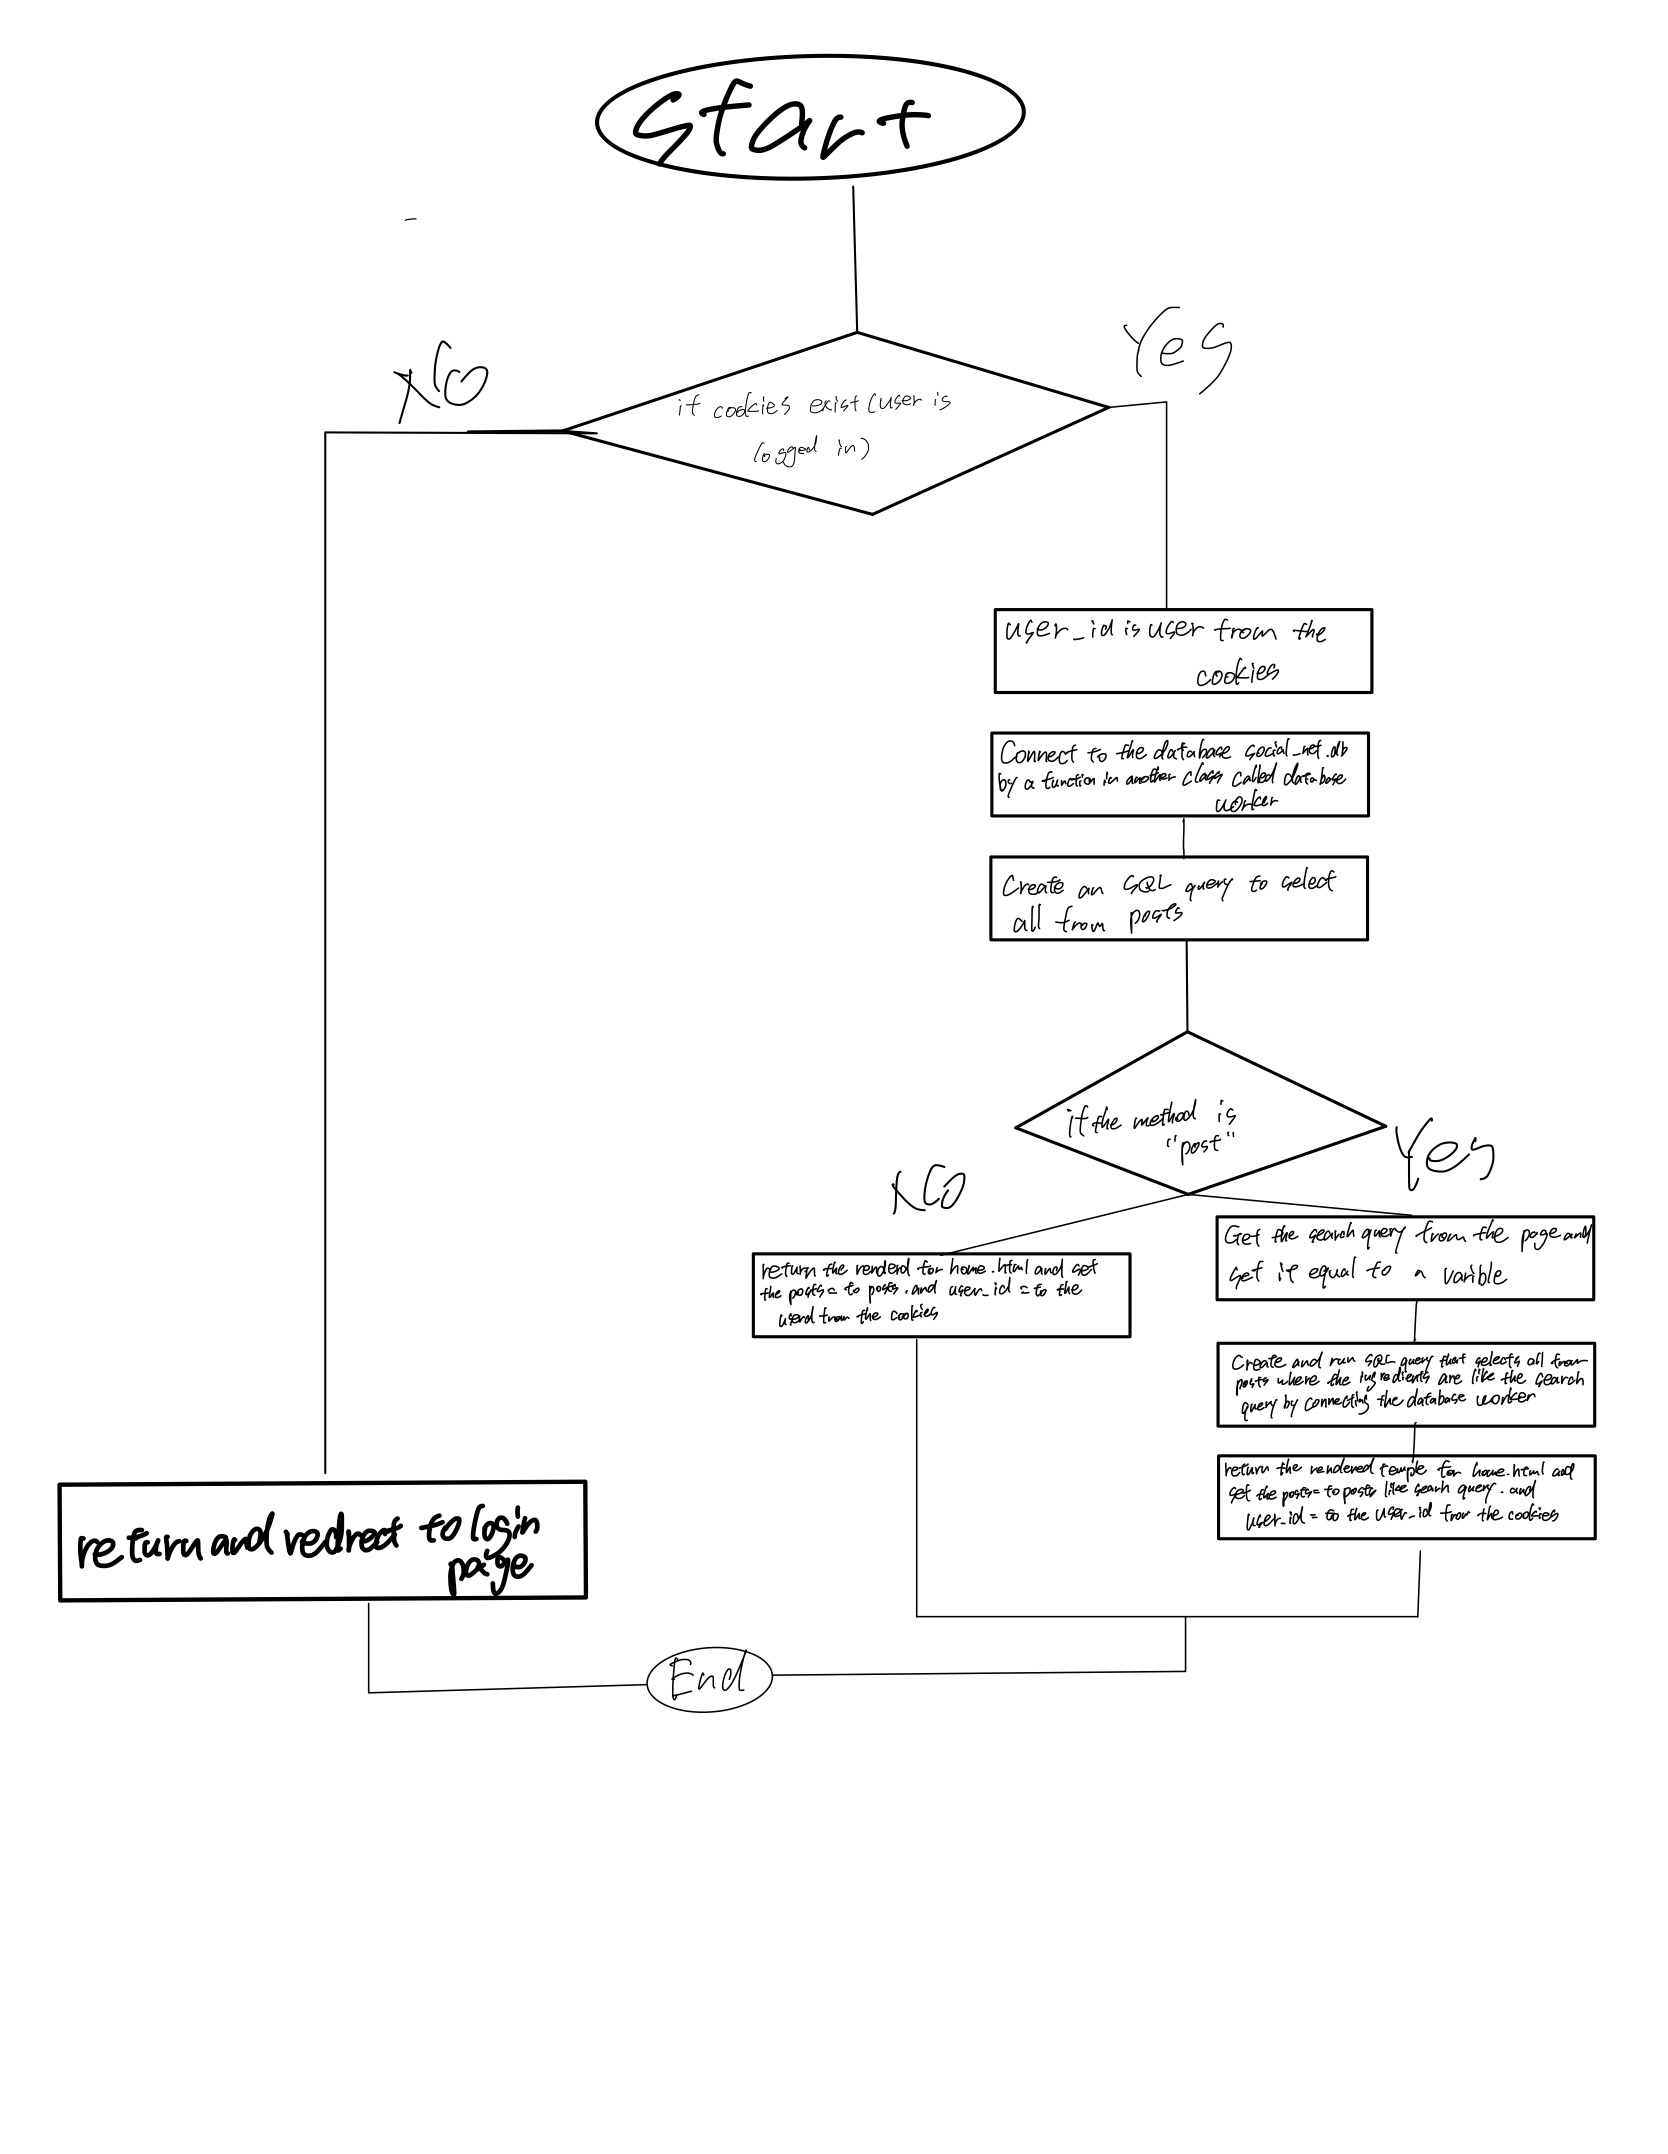 Start
No
Yes
if cookies exist (user is
logged in)
user_id is user from the
cookies
Connect to the database social_net.db
by a function in another class called database
worker
Create an SQL query to select
all from posts
if the method is
"post"
No
Yes
return the renderd for home.html and set
the posts = to posts. and user_id = to the
userd from the cookies
Get the search query from the page and
set it equal to a varible
Create and run SQL query that selects all from
posts where the ingredients are like the search
query by connecting the database worker
return the rendered temple for home.html and
set the posts = to posts like search query. and
user_id = to the user_id from the cookies
return and redrect to login
page
End